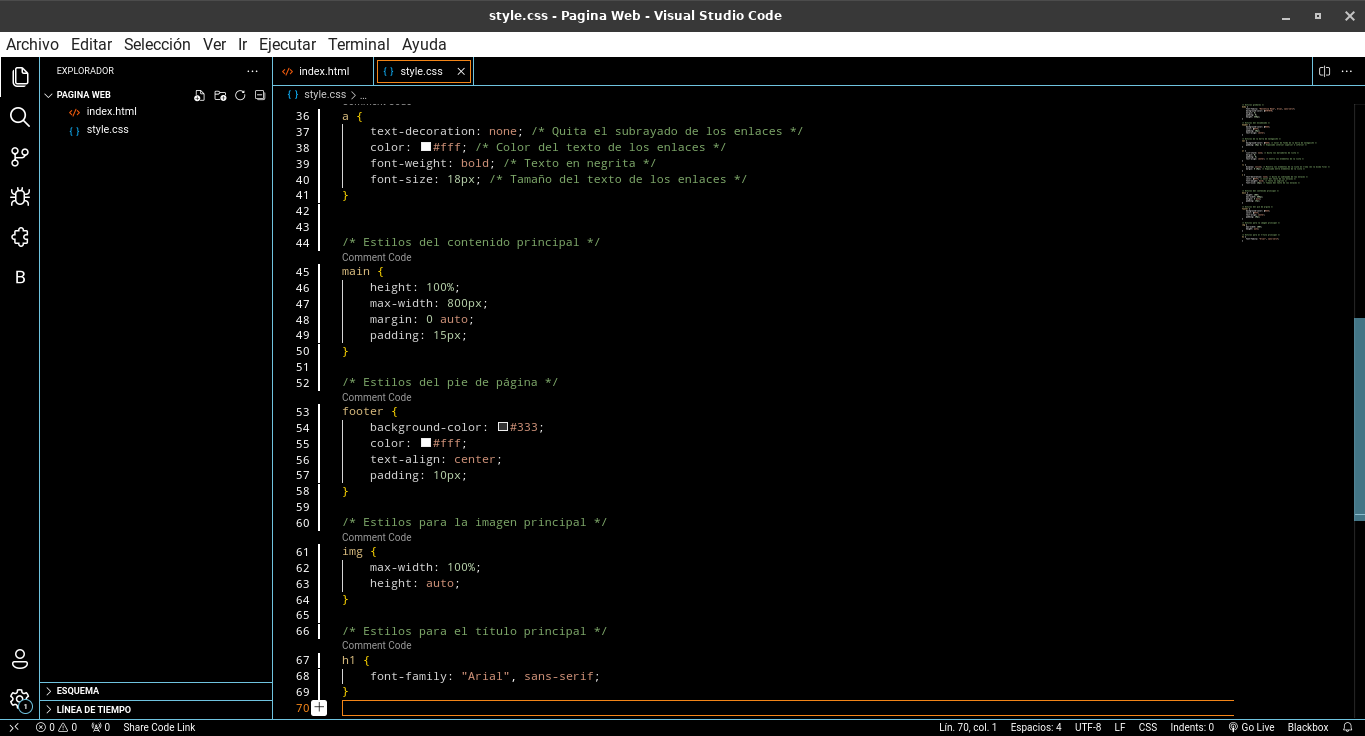 style.css - Pagina Web - Visual Studio Code
Archivo Editar Selección Ver Ir Ejecutar Terminal Ayuda
EXPLORADOR
PAGINA WEB
index.html
style.css
B
ESQUEMA
LÍNEA DE TIEMPO
1
index.html style.css
style.css > ...
Comment Code
36 a {
37 text-decoration: none; /* Quita el subrayado de los enlaces */
38 color: #fff; /* Color del texto de los enlaces */
39 font-weight: bold; /* Texto en negrita */
40 font-size: 18px; /* Tamaño del texto de los enlaces */
41 }
42
43
44 /* Estilos del contenido principal */
Comment Code
45 main {
46 height: 100%;
47 max-width: 800px;
48 margin: 0 auto;
49 padding: 15px;
50 }
51
52 /* Estilos del pie de página */
Comment Code
53 footer {
54 background-color: #333;
55 color: #fff;
56 text-align: center;
57 padding: 10px;
58 }
59
60 /* Estilos para la imagen principal */
Comment Code
61 img {
62 max-width: 100%;
63 height: auto;
64 }
65
66 /* Estilos para el título principal */
Comment Code
67 h1 {
68 font-family: "Arial", sans-serif;
69 }
70
0 0 0 Share Code Link Lín. 70, col. 1 Espacios: 4 UTF-8 LF CSS Indents: 0 Go Live Blackbox